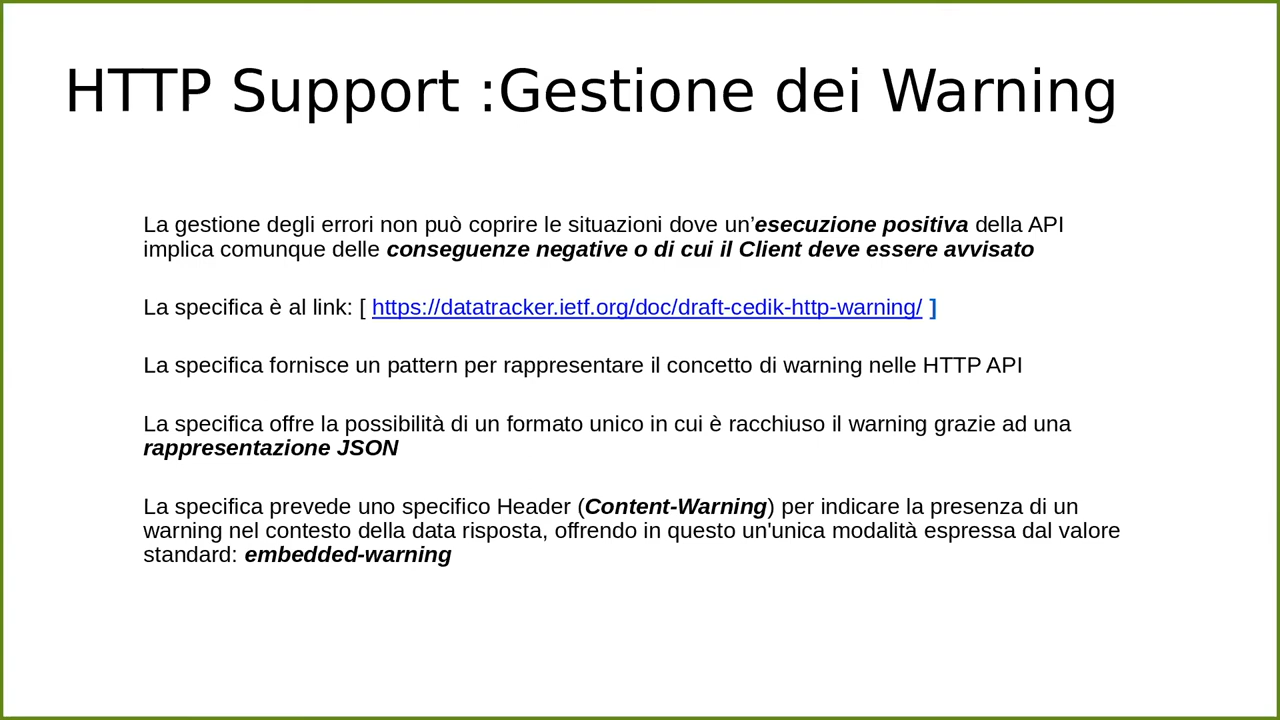 HTTP Support :Gestione dei Warning
La gestione degli errori non può coprire le situazioni dove un’esecuzione positiva della API
implica comunque delle conseguenze negative o di cui il Client deve essere avvisato
La specifica è al link: [ https://datatracker.ietf.org/doc/draft-cedik-http-warning/ ]
La specifica fornisce un pattern per rappresentare il concetto di warning nelle HTTP API
La specifica offre la possibilità di un formato unico in cui è racchiuso il warning grazie ad una
rappresentazione JSON
La specifica prevede uno specifico Header (Content-Warning) per indicare la presenza di un
warning nel contesto della data risposta, offrendo in questo un'unica modalità espressa dal valore
standard: embedded-warning